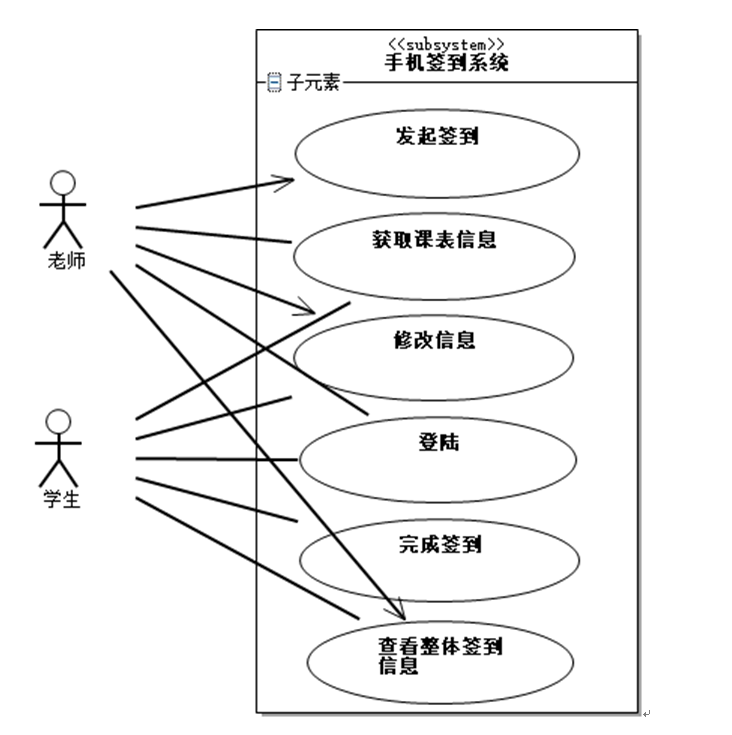 <<subsystem>>
手机签到系统
子元素
发起签到
获取课表信息
老师
修改信息
登陆
学生
完成签到
查看整体签到
信息